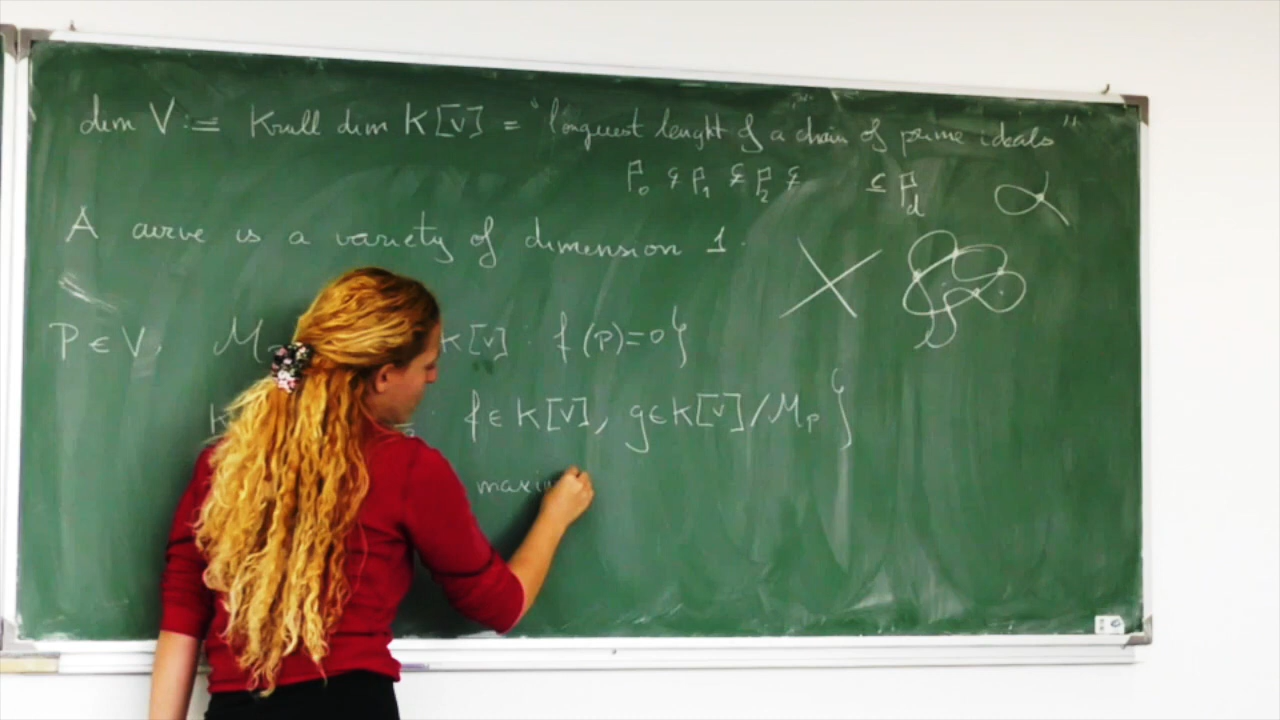 dim V := Krull dim K[V] = "longuest lenght of a chain of prime ideals"
P₀ ⊊ P₁ ⊊ P₂ ⊊ ⊆ P_d
A curve is a variety of dimension 1.
P ∈ V, M K[V] f(P)=0}
K f ∈ K[V], g ∈ K[V]/M_P }
maxi